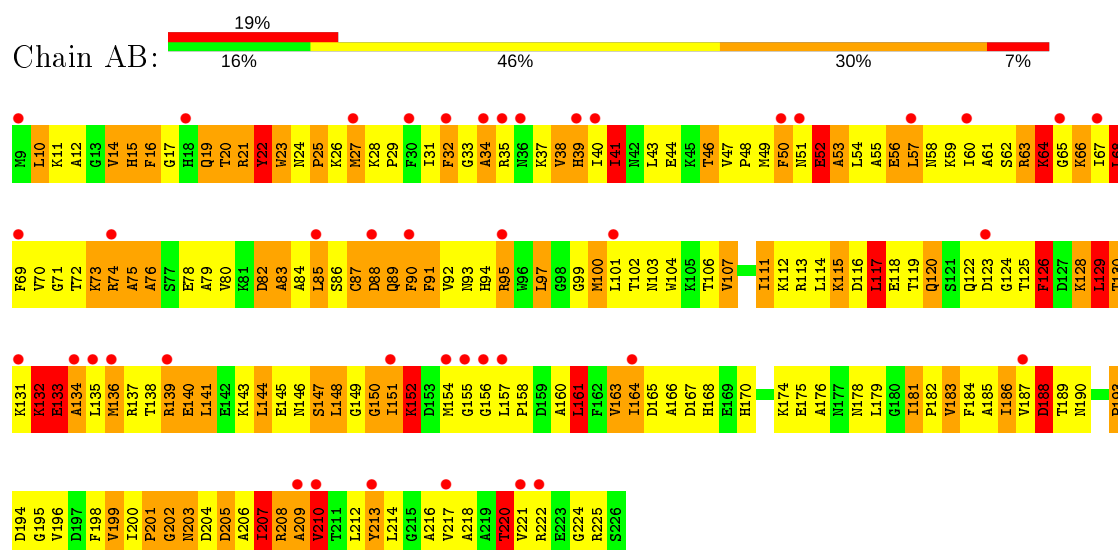 19%
Chain AB:
16% 46% 30% 7%
M9 L10 K11 A12 G13 V14 H15 F16 G17 H18 Q19 T20 R21 Y22 W23 N24 P25 K26 M27 K28 P29 F30 I31 F32 G33 A34 R35 N36 K37 V38 H39 I40 I41 N42 L43 E44 K45 T46 V47 P48 M49 F50 N51 E52 A53 L54 A55 E56 L57 N58 K59 I60 A61 S62 R63 K64 G65 K66 I67 L68
F69 V70 G71 T72 K73 R74 A75 A76 S77 E78 A79 V80 K81 D82 A83 A84 L85 S86 C87 D88 Q89 F90 F91 V92 N93 H94 R95 W96 L97 G98 G99 M100 L101 T102 N103 W104 K105 T106 V107 I111 K112 R113 L114 K115 D116 L117 E118 T119 Q120 S121 Q122 D123 G124 T125 F126 D127 K128 L129 T130
K131 K132 E133 A134 L135 M136 R137 T138 R139 E140 L141 E142 K143 L144 E145 N146 S147 L148 G149 G150 I151 K152 D153 M154 G155 G156 L157 P158 D159 A160 L161 F162 V163 I164 D165 A166 D167 H168 E169 H170 K174 E175 A176 N177 N178 L179 G180 I181 P182 V183 F184 A185 I186 V187 D188 T189 N190 P193
D194 G195 V196 D197 F198 V199 I200 P201 G202 N203 D204 D205 A206 I207 R208 A209 V210 T211 L212 Y213 L214 G215 A216 V217 A218 A219 T220 V221 R222 E223 G224 R225 S226